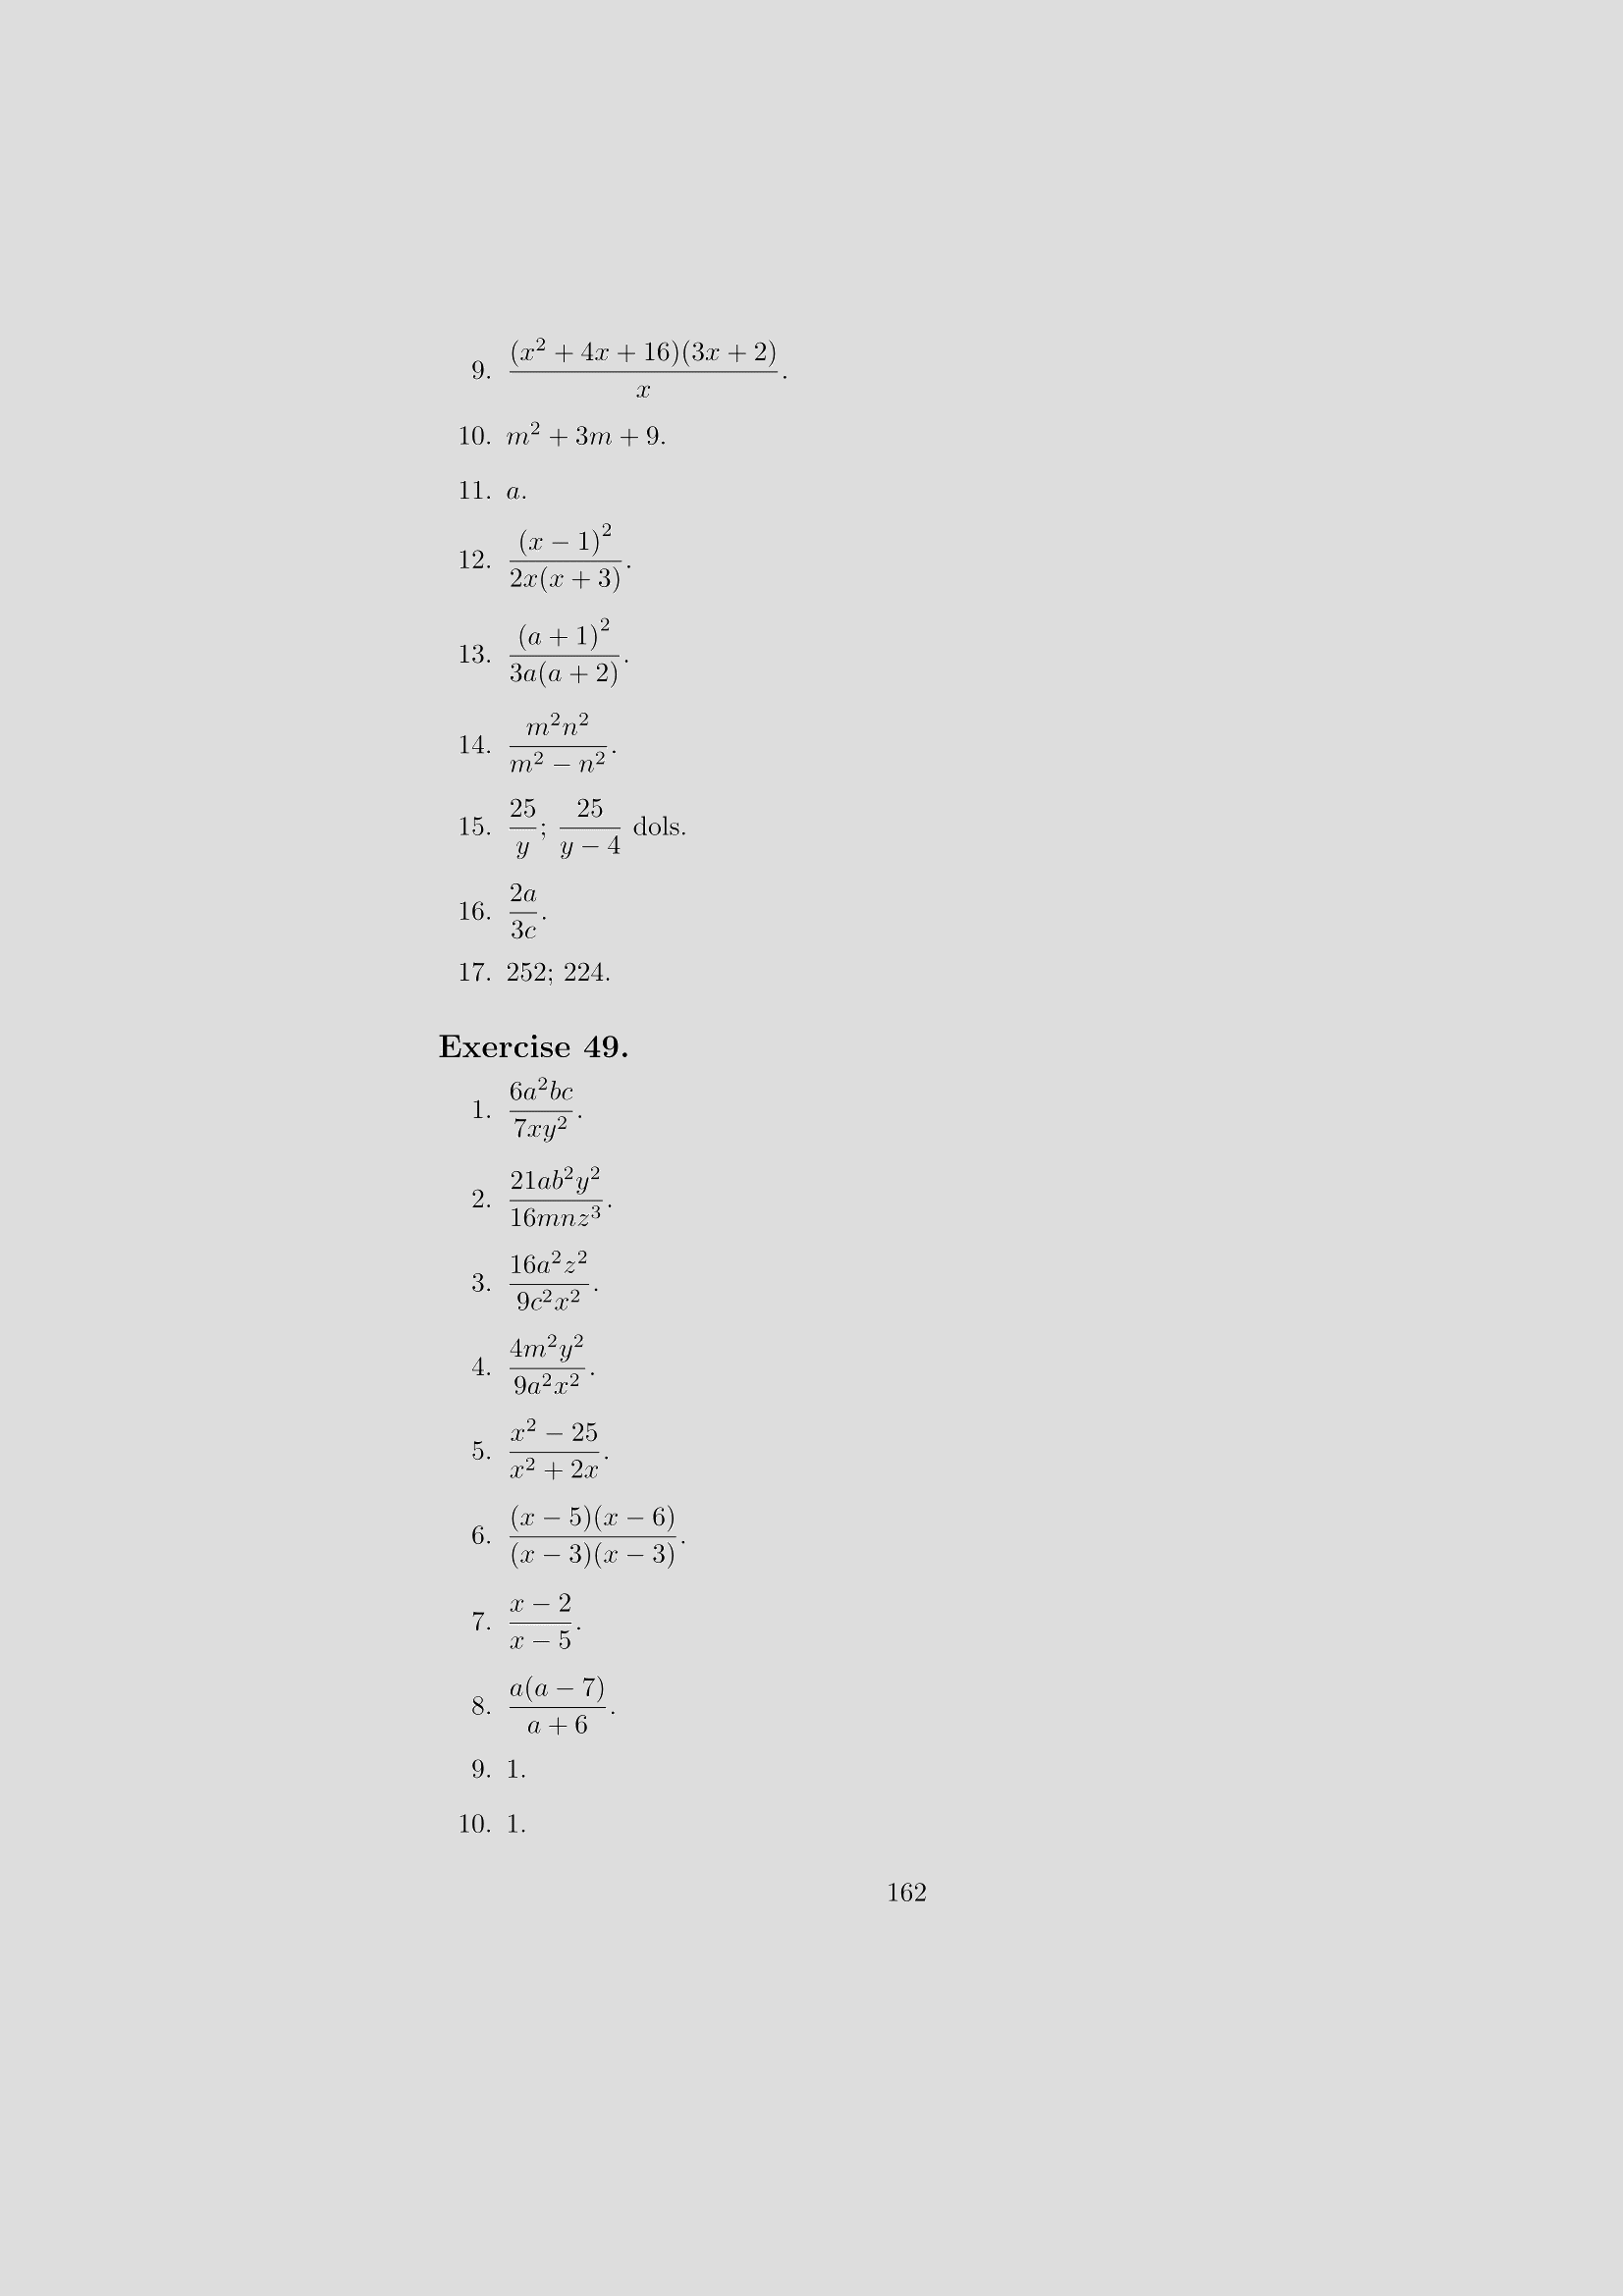 9. $\frac{(x^2 + 4x + 16)(3x + 2)}{x}$.
10. $m^2 + 3m + 9$.
11. $a$.
12. $\frac{(x - 1)^2}{2x(x + 3)}$.
13. $\frac{(a + 1)^2}{3a(a + 2)}$.
14. $\frac{m^2n^2}{m^2 - n^2}$.
15. $\frac{25}{y}$; $\frac{25}{y - 4}$ dols.
16. $\frac{2a}{3c}$.
17. 252; 224.
Exercise 49.
1. $\frac{6a^2bc}{7xy^2}$.
2. $\frac{21ab^2y^2}{16mnz^3}$.
3. $\frac{16a^2z^2}{9c^2x^2}$.
4. $\frac{4m^2y^2}{9a^2x^2}$.
5. $\frac{x^2 - 25}{x^2 + 2x}$.
6. $\frac{(x - 5)(x - 6)}{(x - 3)(x - 3)}$.
7. $\frac{x - 2}{x - 5}$.
8. $\frac{a(a - 7)}{a + 6}$.
9. 1.
10. 1.
162